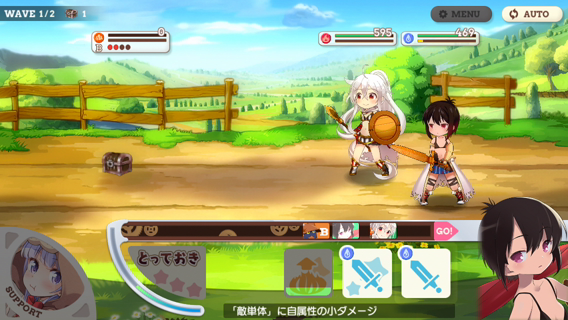 WAVE 1/2 1
MENU
AUTO
0
B
595
469
B
GO!
とっておき
SUPPORT
「敵単体」に自属性の小ダメージ